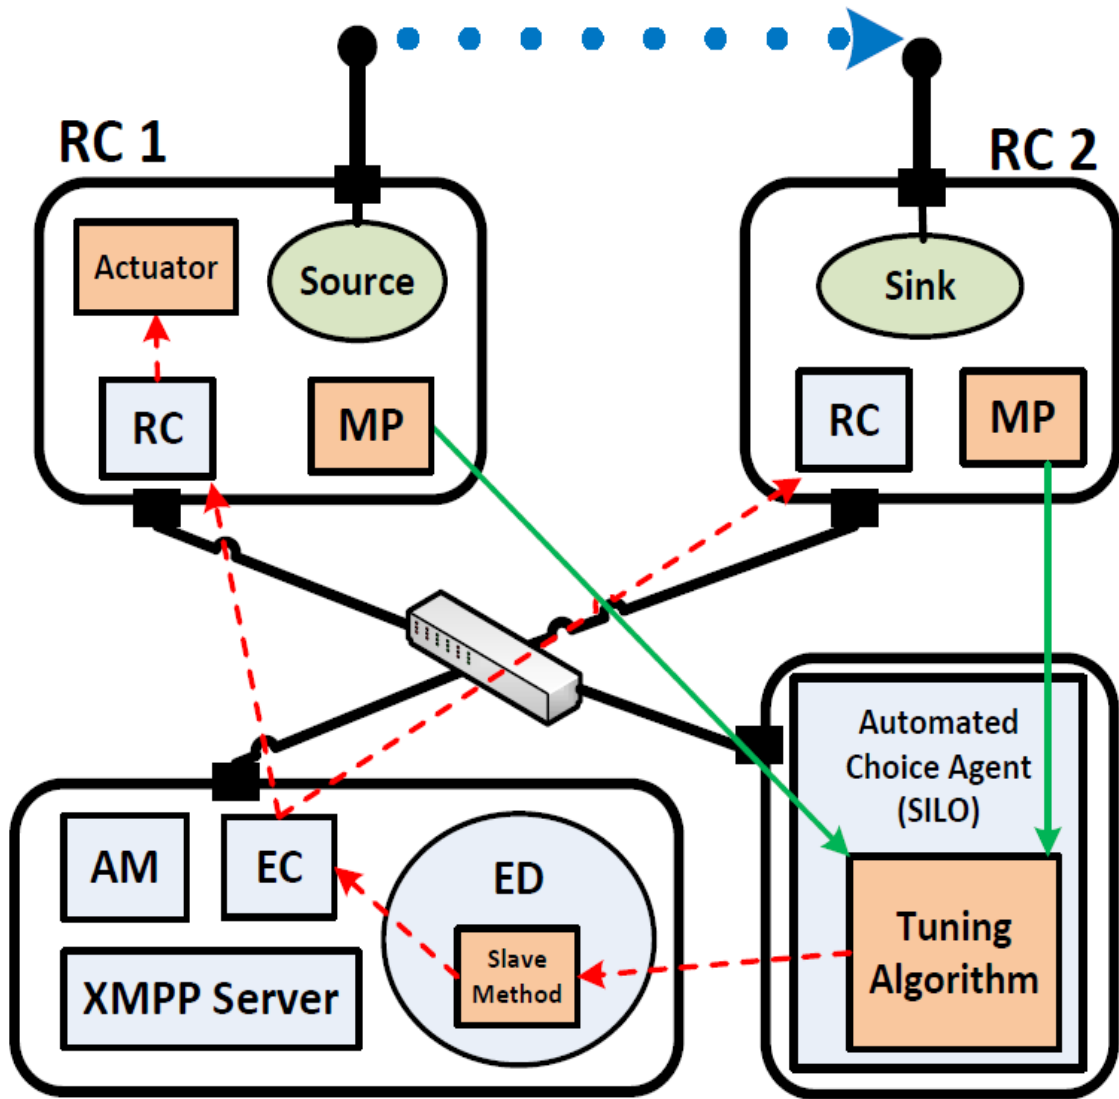 RC 1
RC 2
Actuator
Source
Sink
RC
MP
RC
MP
Automated
Choice Agent
(SILO)
AM
EC
ED
Slave
Method
Tuning
Algorithm
XMPP Server